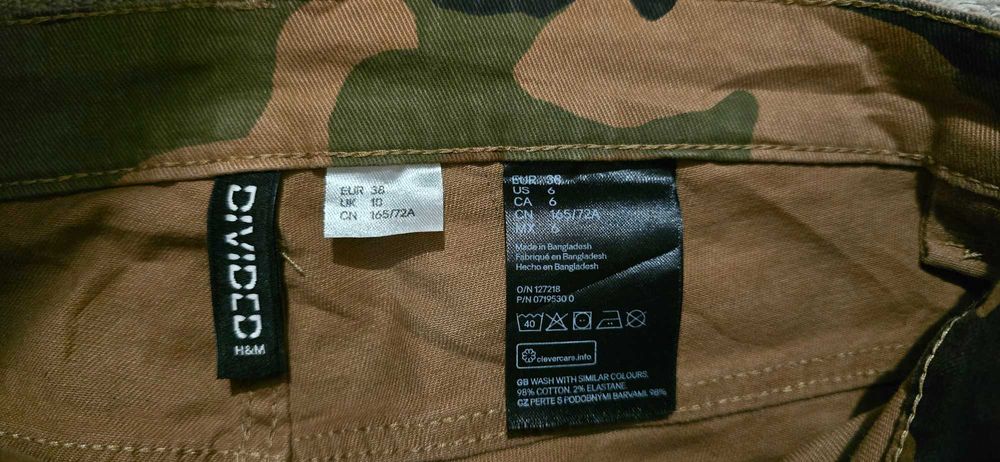 DIVIDED
H&M
EUR 38
UK 10
CN 165/72A
EUR 38
US 6
CA 6
CN 165/72A
MX 6
Made in Bangladesh
Fabriqué en Bangladesh
Hecho en Bangladesh
O/N 127218
P/N 0719530 0
40
clevercare.info
GB WASH WITH SIMILAR COLOURS.
98% COTTON, 2% ELASTANE.
CZ PERTE S PODOBNÝMI BARVAMI. 98%